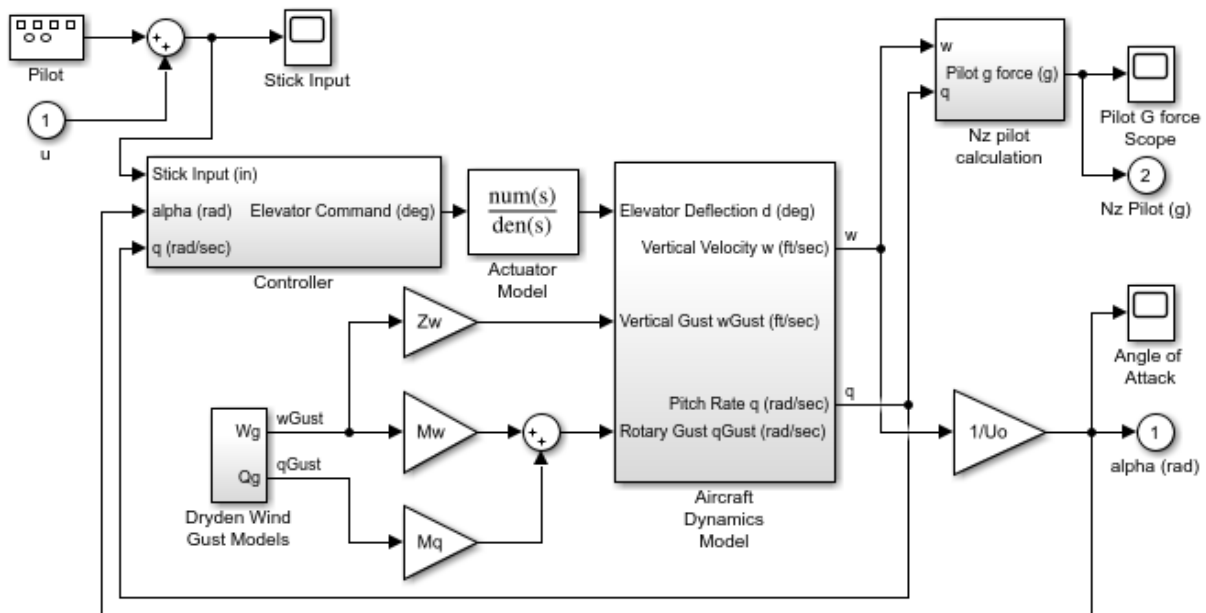 Pilot
+
+
Stick Input
1
u
w
Pilot g force (g)
q
Nz pilot
calculation
Pilot G force
Scope
2
Nz Pilot (g)
Stick Input (in)
alpha (rad)
Elevator Command (deg)
q (rad/sec)
Controller
num(s)
den(s)
Actuator
Model
Elevator Deflection d (deg)
Vertical Velocity w (ft/sec)
w
Vertical Gust wGust (ft/sec)
Pitch Rate q (rad/sec)
q
Rotary Gust qGust (rad/sec)
Aircraft
Dynamics
Model
Zw
Mw
Mq
+
+
Wg
wGust
Qg
qGust
Dryden Wind
Gust Models
1/Uo
Angle of
Attack
1
alpha (rad)